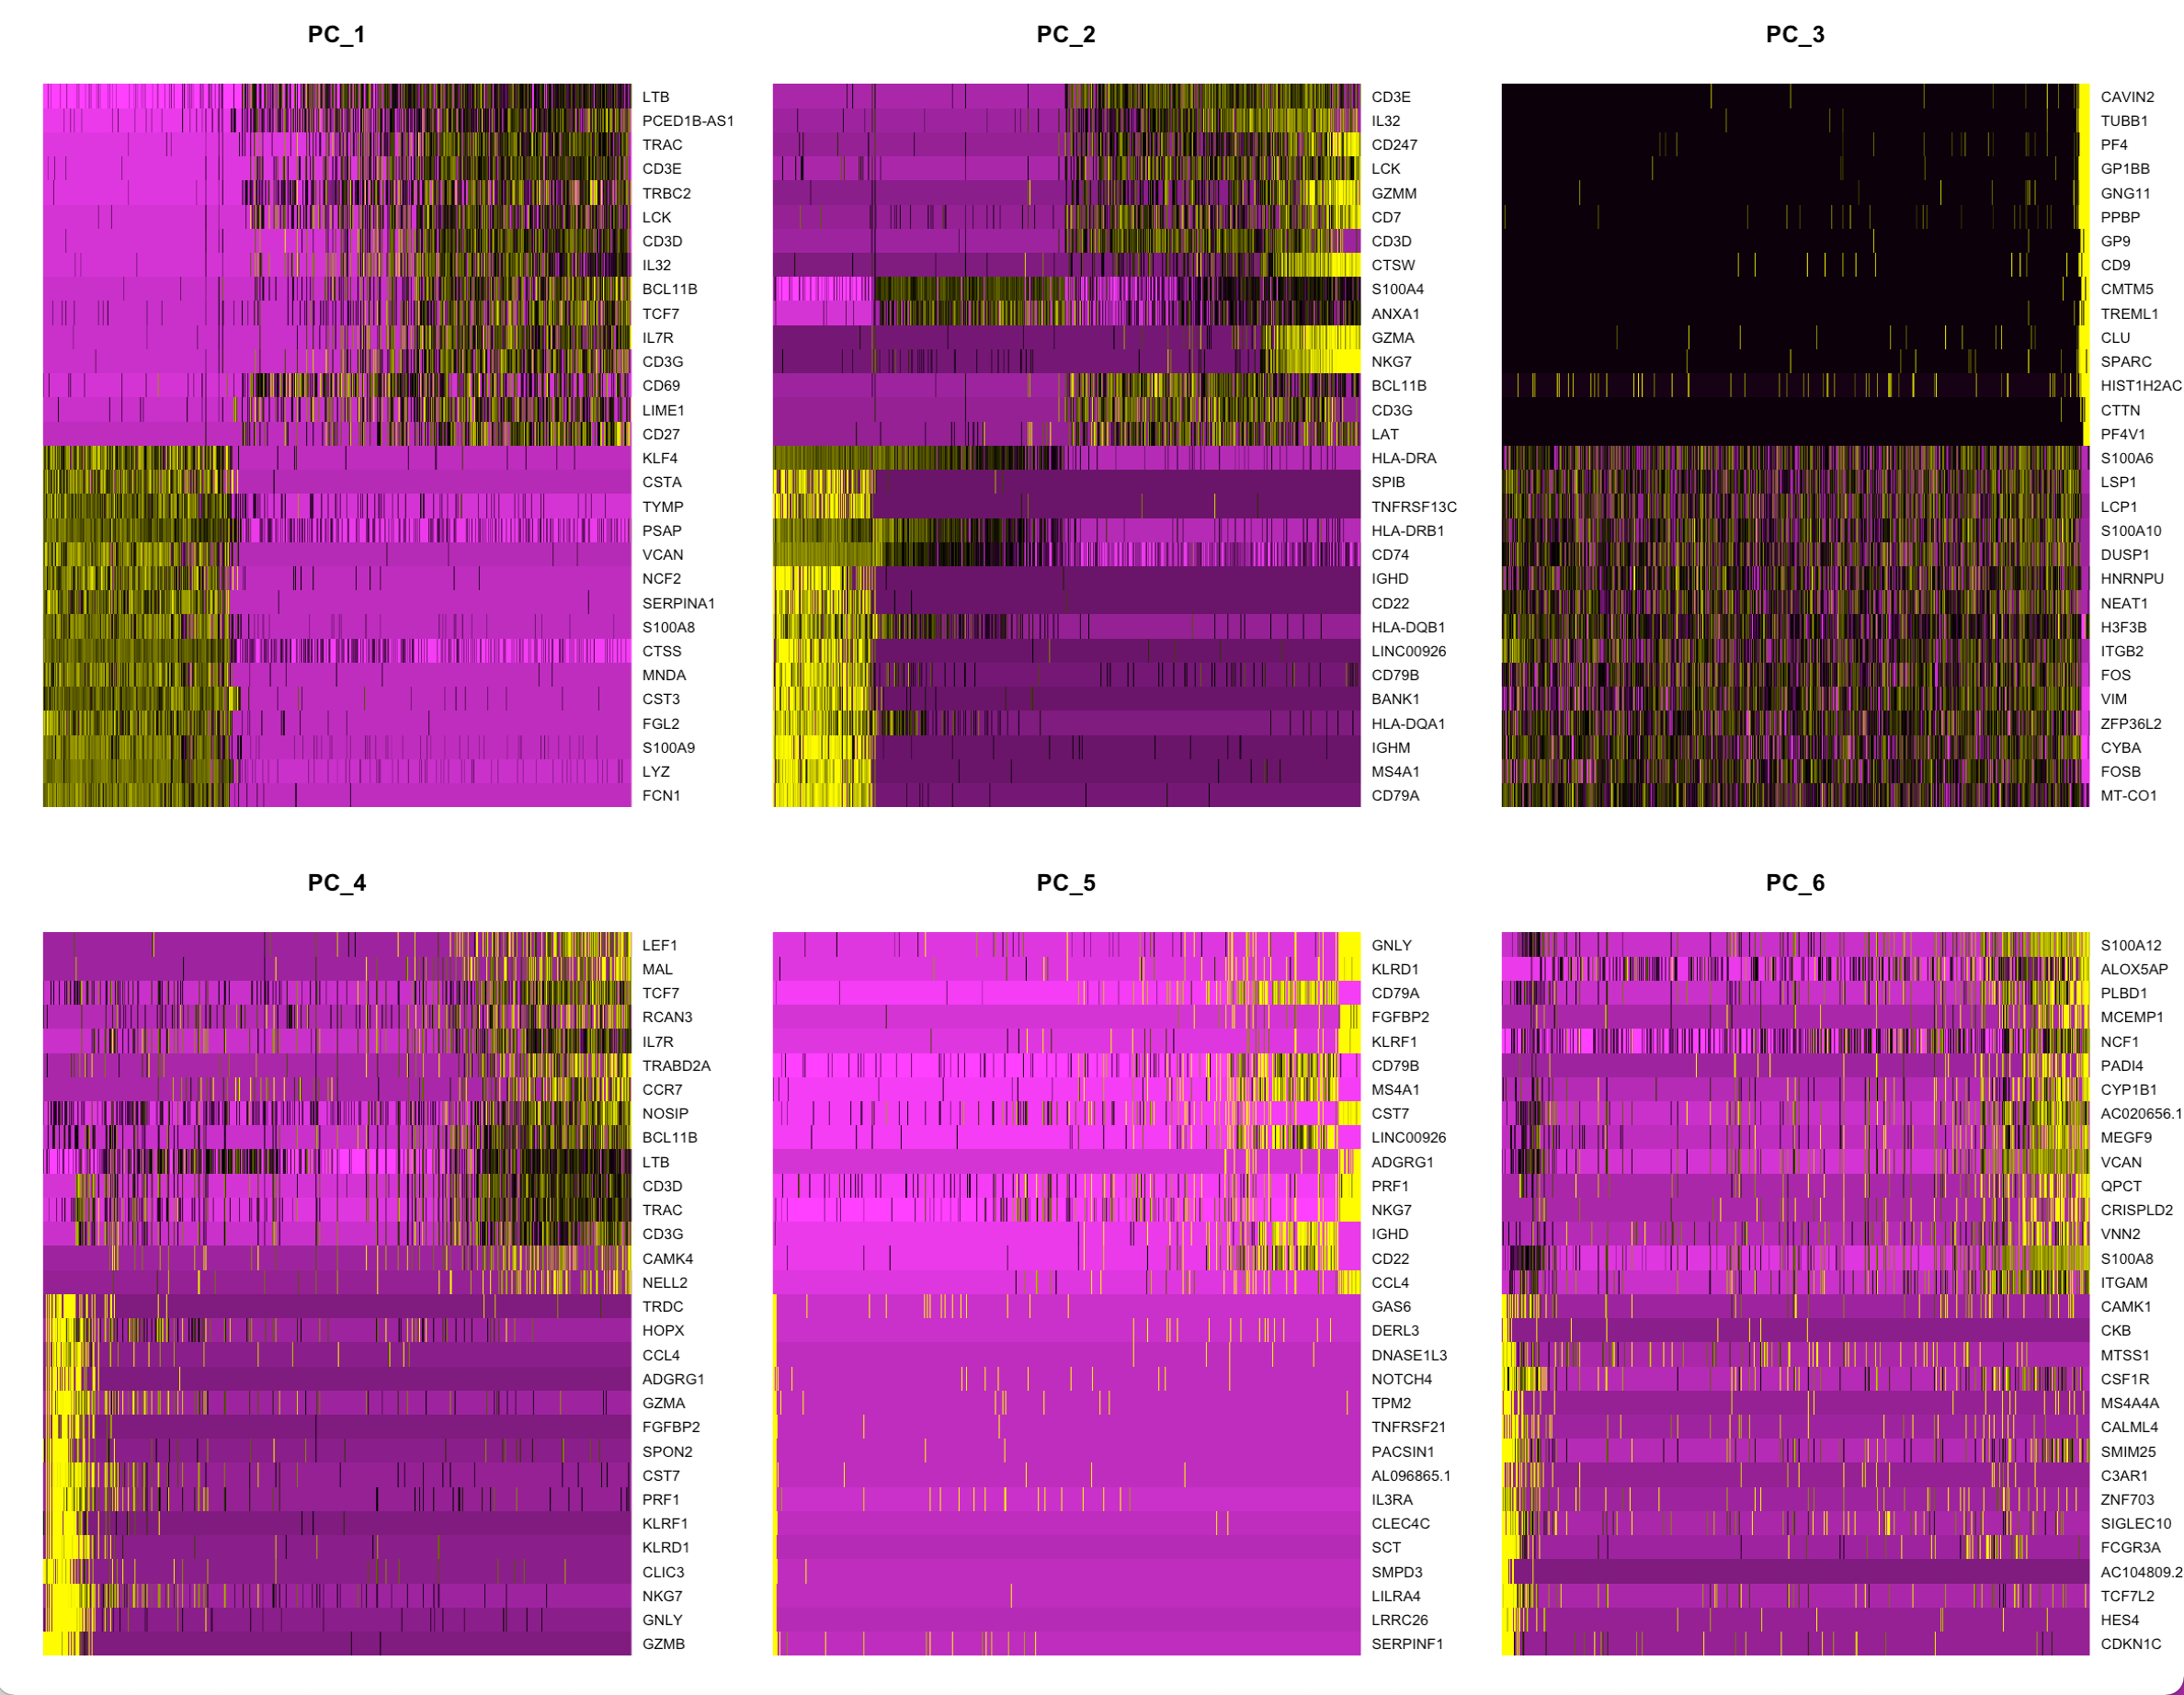 PC_1
LTB
PCED1B-AS1
TRAC
CD3E
TRBC2
LCK
CD3D
IL32
BCL11B
TCF7
IL7R
CD3G
CD69
LIME1
CD27
KLF4
CSTA
TYMP
PSAP
VCAN
NCF2
SERPINA1
S100A8
CTSS
MNDA
CST3
FGL2
S100A9
LYZ
FCN1
PC_2
CD3E
IL32
CD247
LCK
GZMM
CD7
CD3D
CTSW
S100A4
ANXA1
GZMA
NKG7
BCL11B
CD3G
LAT
HLA-DRA
SPIB
TNFRSF13C
HLA-DRB1
CD74
IGHD
CD22
HLA-DQB1
LINC00926
CD79B
BANK1
HLA-DQA1
IGHM
MS4A1
CD79A
PC_3
CAVIN2
TUBB1
PF4
GP1BB
GNG11
PPBP
GP9
CD9
CMTM5
TREML1
CLU
SPARC
HIST1H2AC
CTTN
PF4V1
S100A6
LSP1
LCP1
S100A10
DUSP1
HNRNPU
NEAT1
H3F3B
ITGB2
FOS
VIM
ZFP36L2
CYBA
FOSB
MT-CO1
PC_4
LEF1
MAL
TCF7
RCAN3
IL7R
TRABD2A
CCR7
NOSIP
BCL11B
LTB
CD3D
TRAC
CD3G
CAMK4
NELL2
TRDC
HOPX
CCL4
ADGRG1
GZMA
FGFBP2
SPON2
CST7
PRF1
KLRF1
KLRD1
CLIC3
NKG7
GNLY
GZMB
PC_5
GNLY
KLRD1
CD79A
FGFBP2
KLRF1
CD79B
MS4A1
CST7
LINC00926
ADGRG1
PRF1
NKG7
IGHD
CD22
CCL4
GAS6
DERL3
DNASE1L3
NOTCH4
TPM2
TNFRSF21
PACSIN1
AL096865.1
IL3RA
CLEC4C
SCT
SMPD3
LILRA4
LRRC26
SERPINF1
PC_6
S100A12
ALOX5AP
PLBD1
MCEMP1
NCF1
PADI4
CYP1B1
AC020656.1
MEGF9
VCAN
QPCT
CRISPLD2
VNN2
S100A8
ITGAM
CAMK1
CKB
MTSS1
CSF1R
MS4A4A
CALML4
SMIM25
C3AR1
ZNF703
SIGLEC10
FCGR3A
AC104809.2
TCF7L2
HES4
CDKN1C